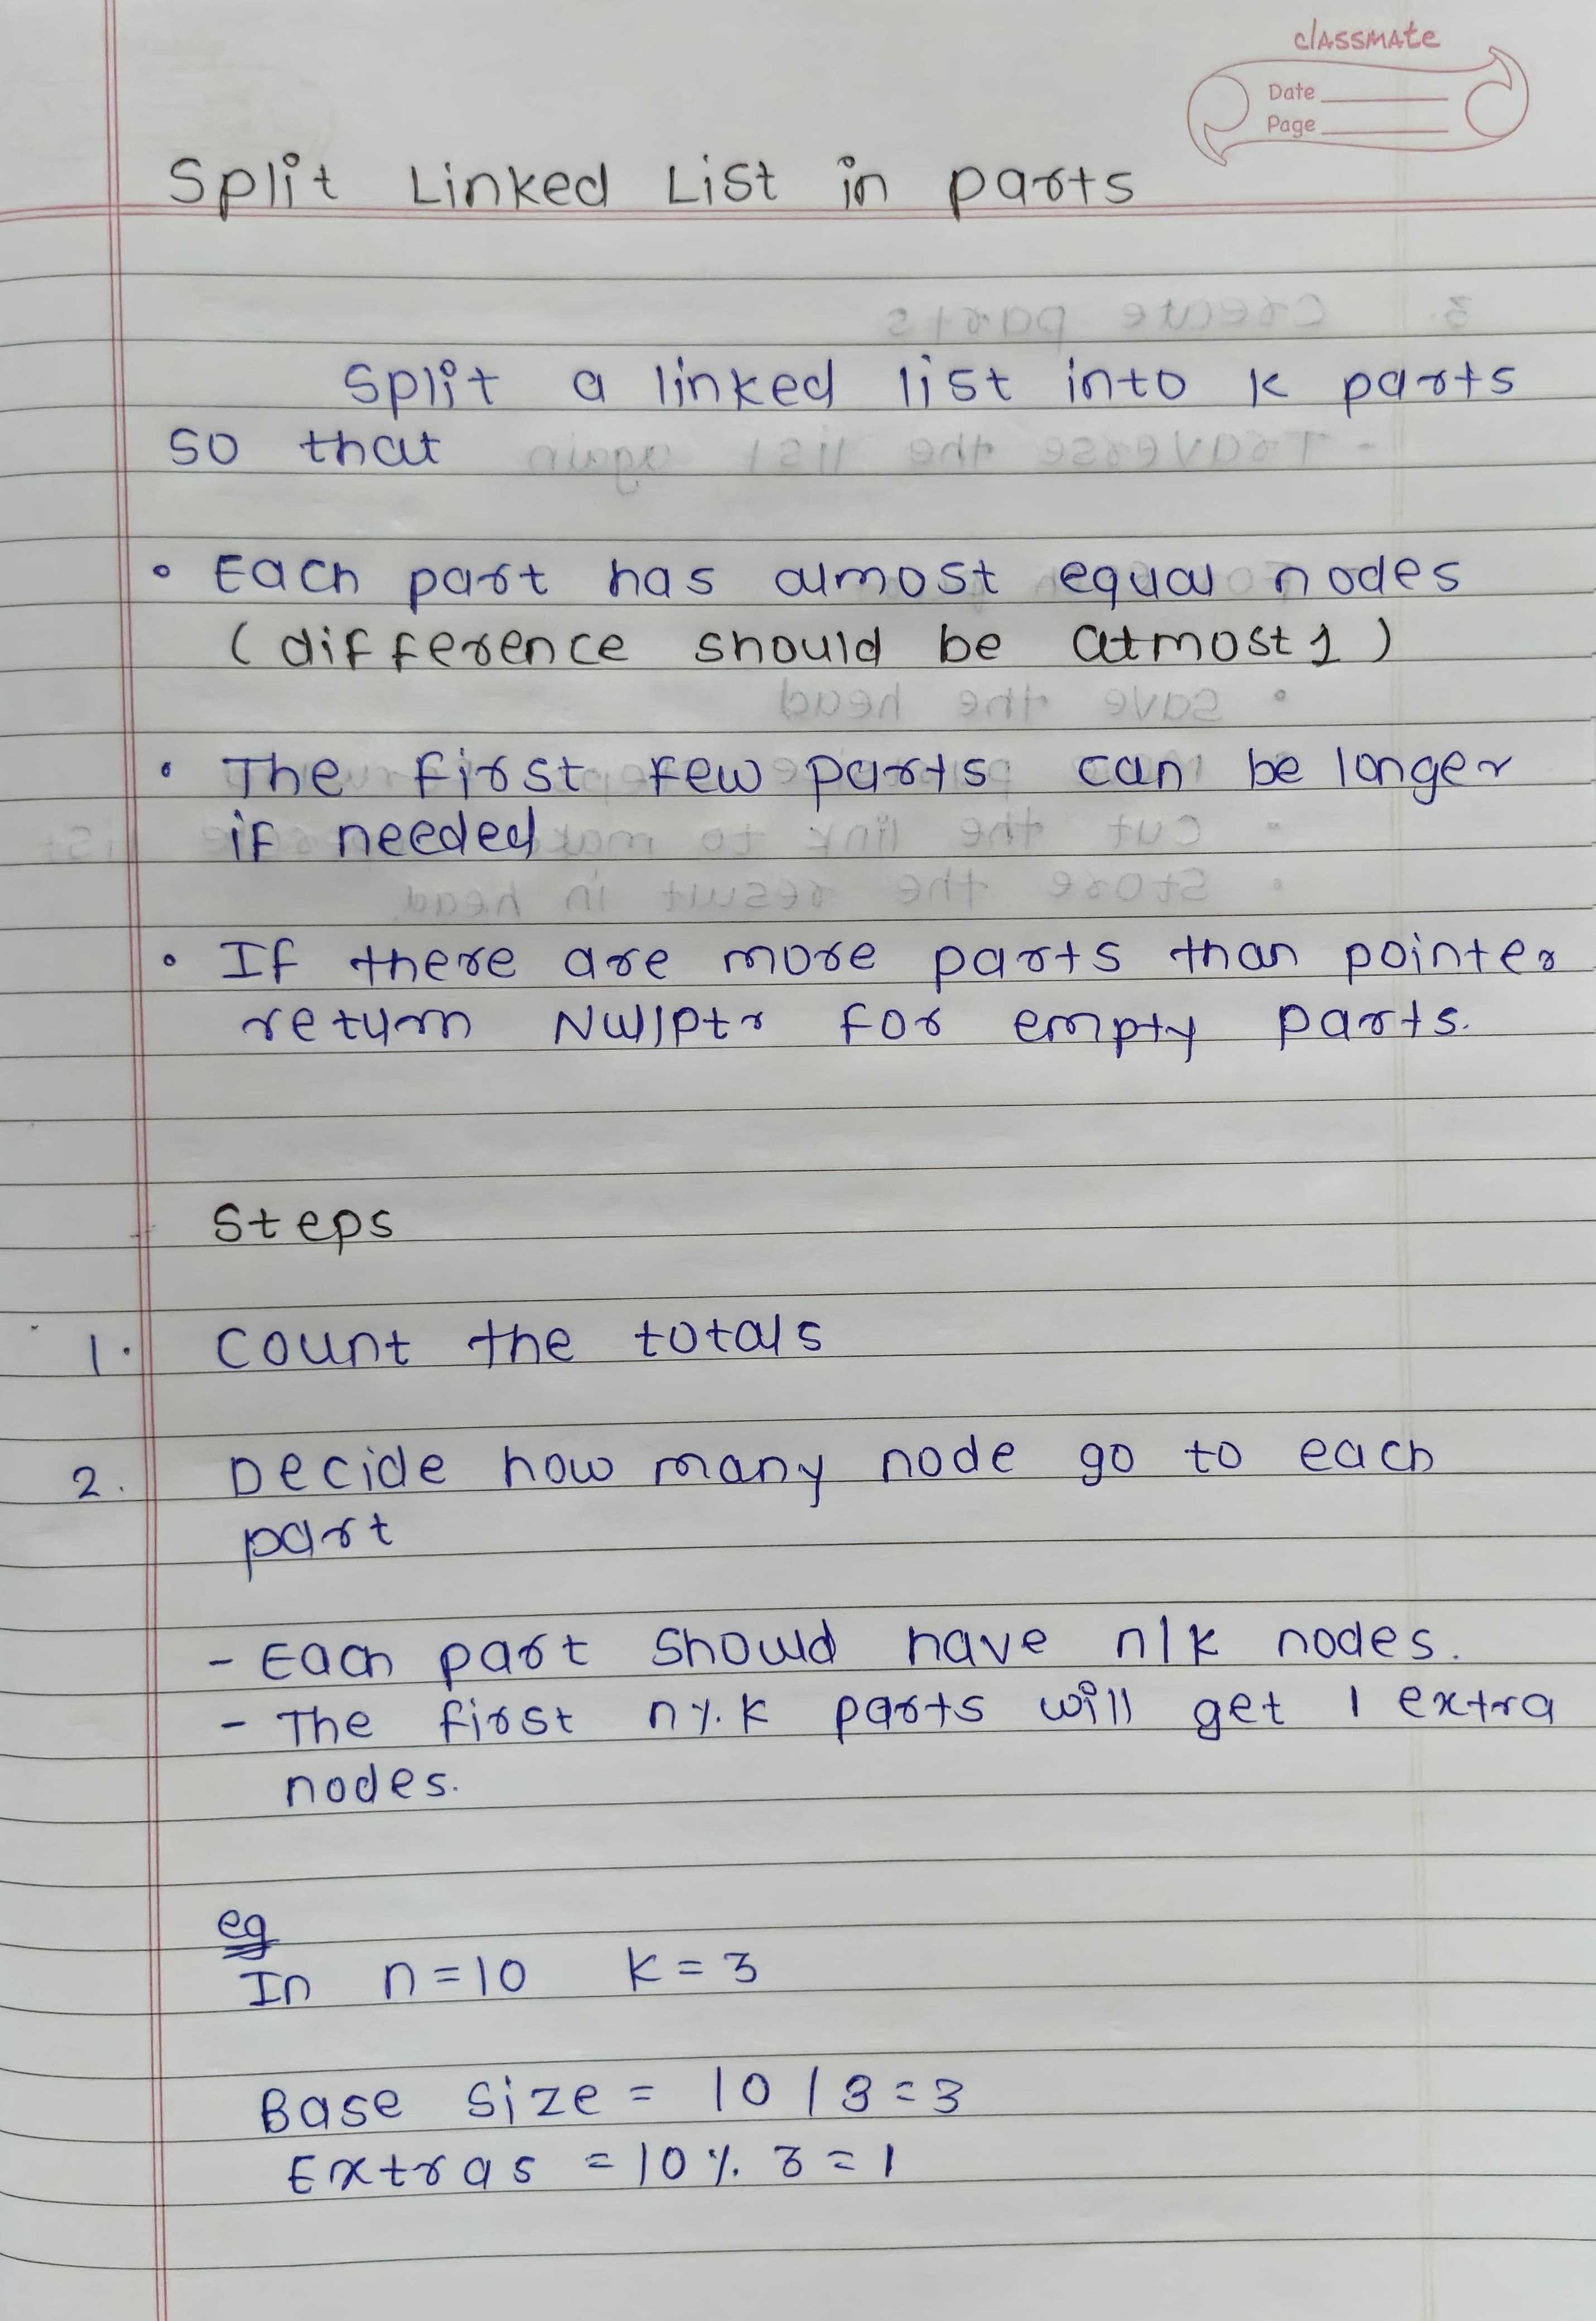 classmate
Date
Page
Split Linked List in parts
Split a linked list into k parts
so that
• Each part has almost equal nodes
(difference should be atmost 1)
• The first few parts can be longer
if needed
• If there are more parts than pointer
return Nullptr for empty parts.
Steps
1. Count the totals
2. Decide how many node go to each
part
- Each part should have n/k nodes.
- The first n%k parts will get 1 extra
nodes.
eg
In n=10 k=3
Base size = 10/3=3
Extras =10% 3=1